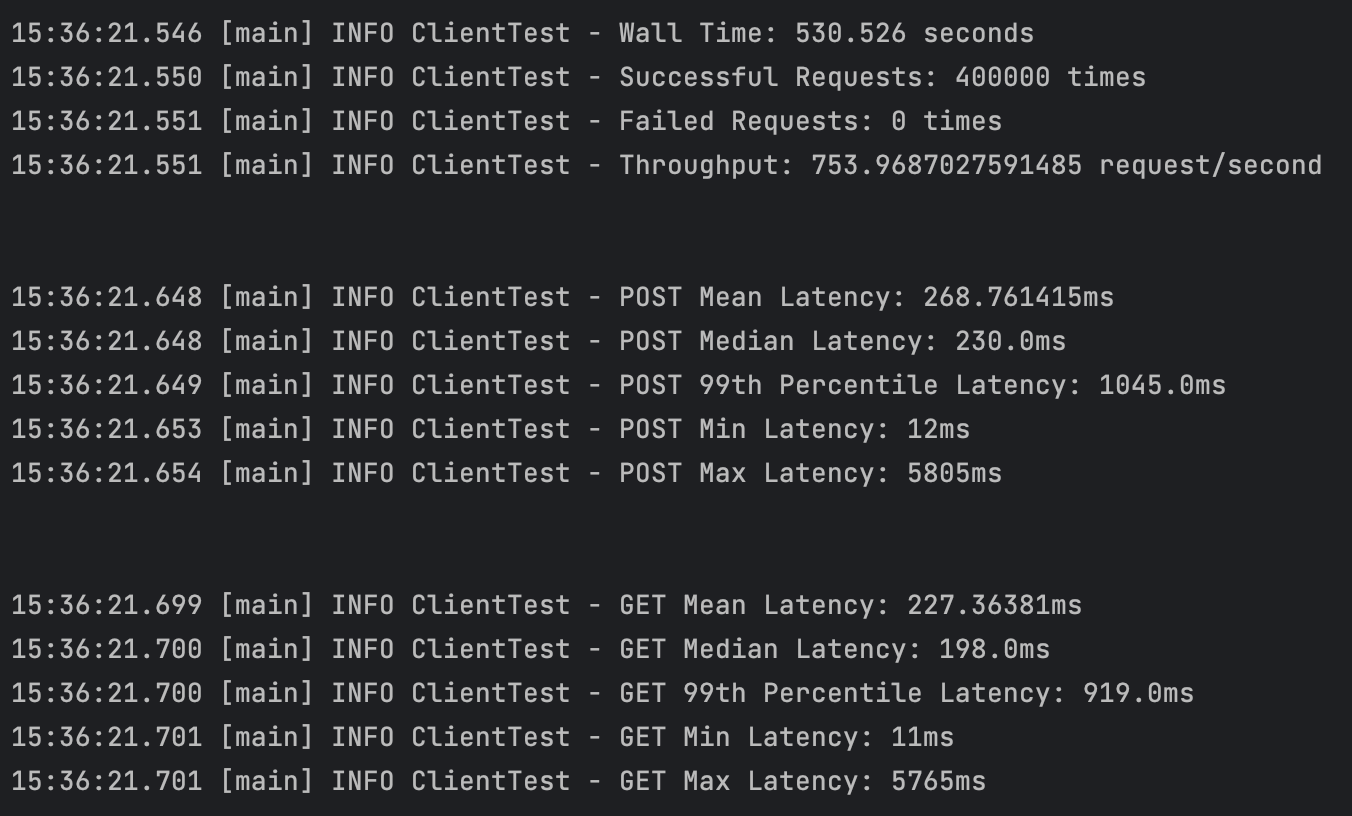 15:36:21.546 [main] INFO ClientTest - Wall Time: 530.526 seconds
15:36:21.550 [main] INFO ClientTest - Successful Requests: 400000 times
15:36:21.551 [main] INFO ClientTest - Failed Requests: 0 times
15:36:21.551 [main] INFO ClientTest - Throughput: 753.9687027591485 request/second
15:36:21.648 [main] INFO ClientTest - POST Mean Latency: 268.761415ms
15:36:21.648 [main] INFO ClientTest - POST Median Latency: 230.0ms
15:36:21.649 [main] INFO ClientTest - POST 99th Percentile Latency: 1045.0ms
15:36:21.653 [main] INFO ClientTest - POST Min Latency: 12ms
15:36:21.654 [main] INFO ClientTest - POST Max Latency: 5805ms
15:36:21.699 [main] INFO ClientTest - GET Mean Latency: 227.36381ms
15:36:21.700 [main] INFO ClientTest - GET Median Latency: 198.0ms
15:36:21.700 [main] INFO ClientTest - GET 99th Percentile Latency: 919.0ms
15:36:21.701 [main] INFO ClientTest - GET Min Latency: 11ms
15:36:21.701 [main] INFO ClientTest - GET Max Latency: 5765ms